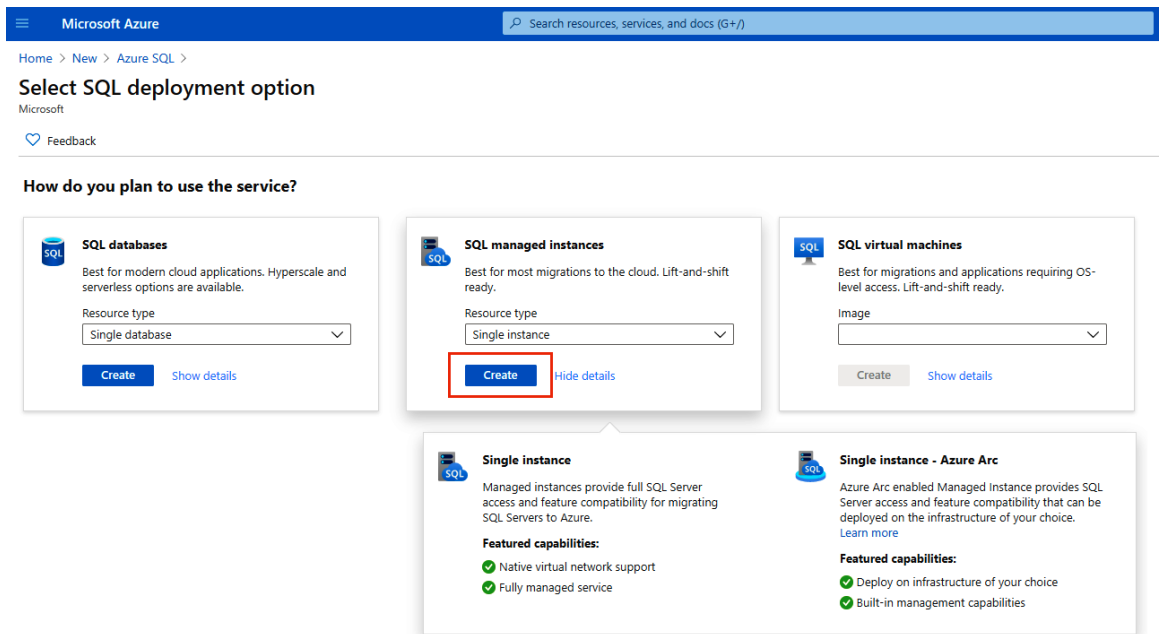 Microsoft Azure
Search resources, services, and docs (G+/)
Home > New > Azure SQL >
Select SQL deployment option
Microsoft
Feedback
How do you plan to use the service?
SQL
SQL databases
Best for modern cloud applications. Hyperscale and
serverless options are available.
Resource type
Single database
Create
Show details
SQL
SQL managed instances
Best for most migrations to the cloud. Lift-and-shift
ready.
Resource type
Single instance
Create
Hide details
SQL
SQL virtual machines
Best for migrations and applications requiring OS-
level access. Lift-and-shift ready.
Image
Create
Show details
SQL
Single instance
Managed instances provide full SQL Server
access and feature compatibility for migrating
SQL Servers to Azure.
Featured capabilities:
Native virtual network support
Fully managed service
SQL
Single instance - Azure Arc
Azure Arc enabled Managed Instance provides SQL
Server access and feature compatibility that can be
deployed on the infrastructure of your choice.
Learn more
Featured capabilities:
Deploy on infrastructure of your choice
Built-in management capabilities